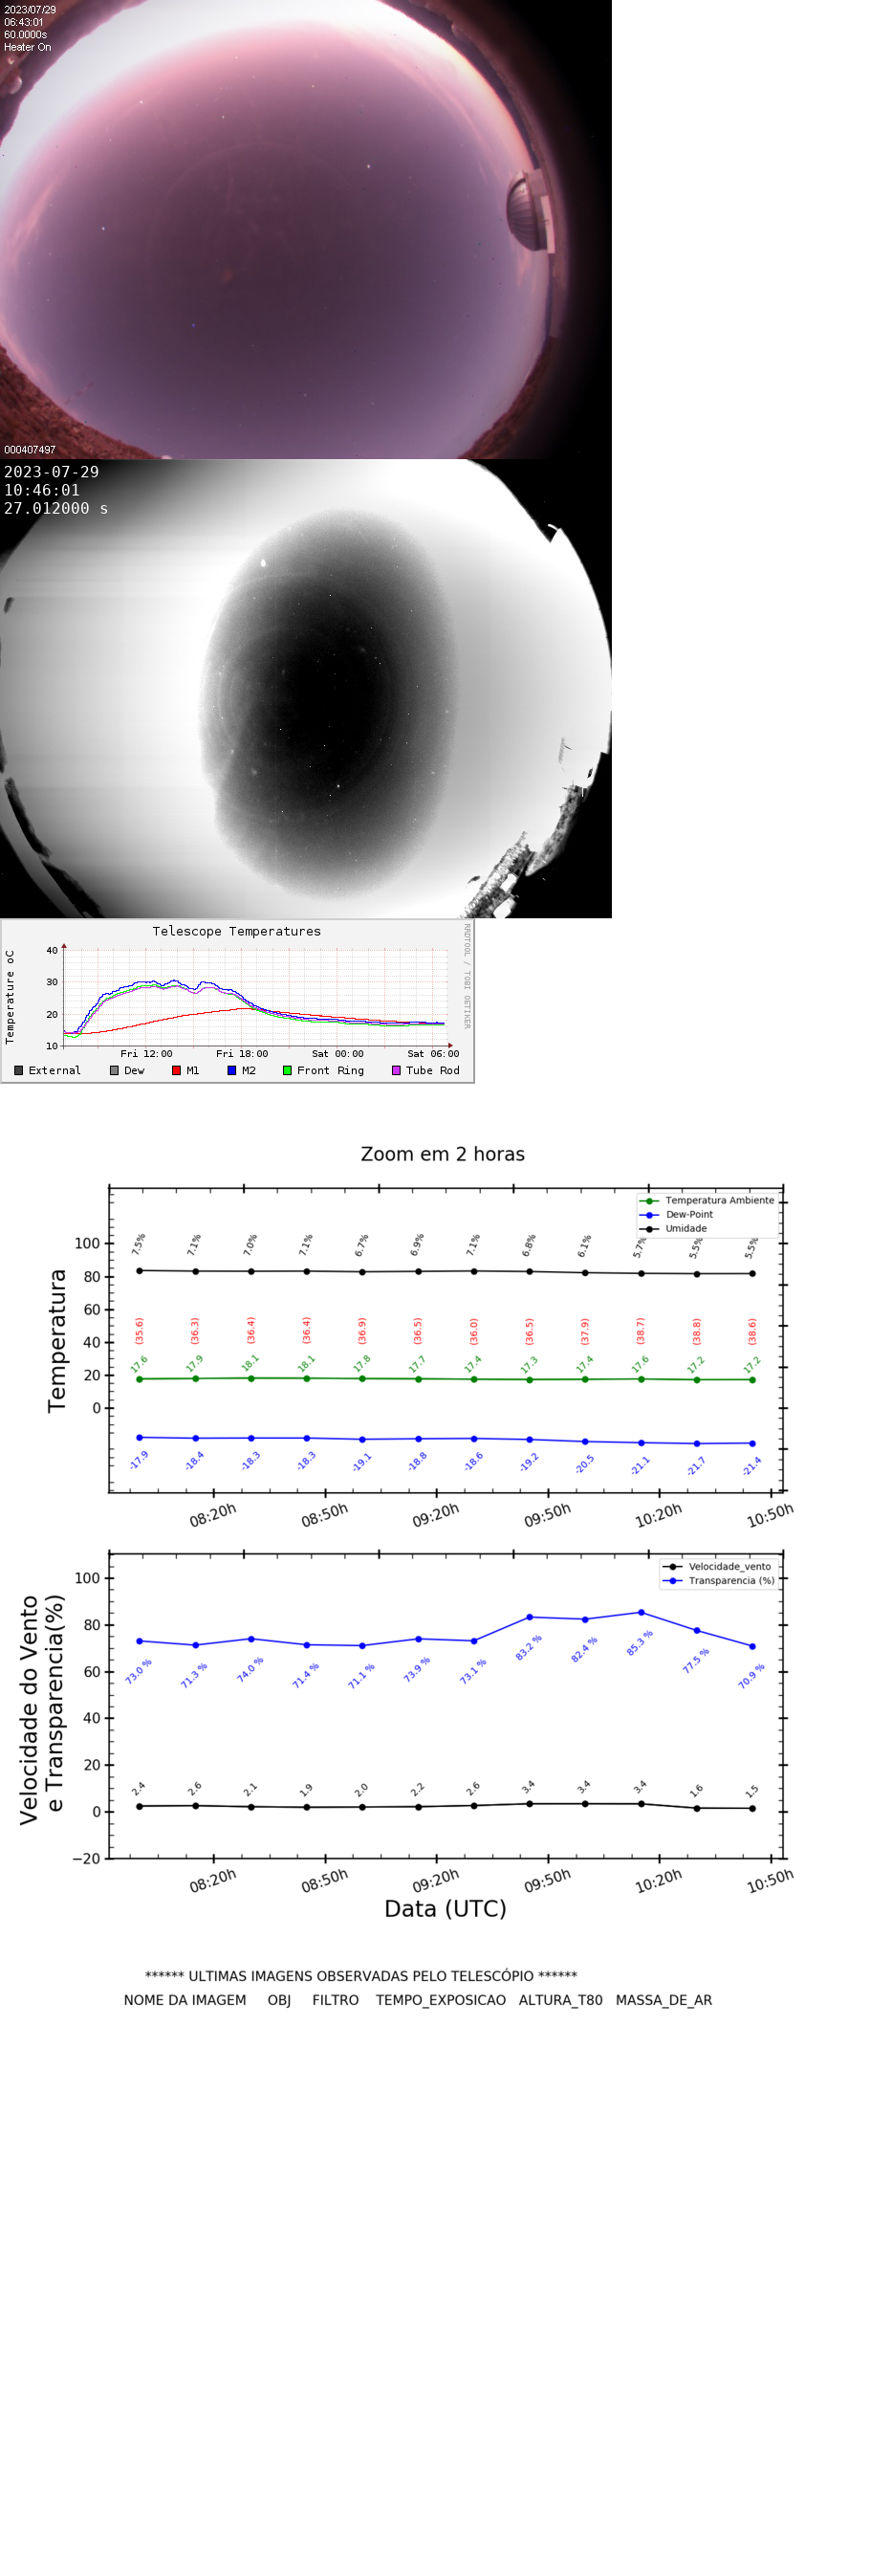 2023/07/29
06:43:01
60.0000s
Heater On
000407497
2023-07-29
10:46:01
27.012000 s
Telescope Temperatures
RRDTOOL / TOBI OETIKER
Temperature oC
40
30
20
10
Fri 12:00 Fri 18:00 Sat 00:00 Sat 06:00
External Dew M1 M2 Front Ring Tube Rod
Zoom em 2 horas
Temperatura Ambiente
Dew-Point
Umidade
Temperatura
100
80
60
40
20
0
7.5% 7.1% 7.0% 7.1% 6.7% 6.9% 7.1% 6.8% 6.1% 5.7% 5.5% 5.5%
(35.6) (36.3) (36.4) (36.4) (36.9) (36.5) (36.0) (36.5) (37.9) (38.7) (38.8) (38.6)
17.6 17.9 18.1 18.1 17.8 17.7 17.4 17.3 17.4 17.6 17.2 17.2
-17.9 -18.4 -18.3 -18.3 -19.1 -18.8 -18.6 -19.2 -20.5 -21.1 -21.7 -21.4
08:20h 08:50h 09:20h 09:50h 10:20h 10:50h
Velocidade_vento
Transparencia (%)
Velocidade do Vento
e Transparencia(%)
100
80
60
40
20
0
−20
73.0 % 71.3 % 74.0 % 71.4 % 71.1 % 73.9 % 73.1 % 83.2 % 82.4 % 85.3 % 77.5 % 70.9 %
2.4 2.6 2.1 1.9 2.0 2.2 2.6 3.4 3.4 3.4 1.6 1.5
08:20h 08:50h 09:20h 09:50h 10:20h 10:50h
Data (UTC)
****** ULTIMAS IMAGENS OBSERVADAS PELO TELESCÓPIO ******
NOME DA IMAGEM OBJ FILTRO TEMPO_EXPOSICAO ALTURA_T80 MASSA_DE_AR